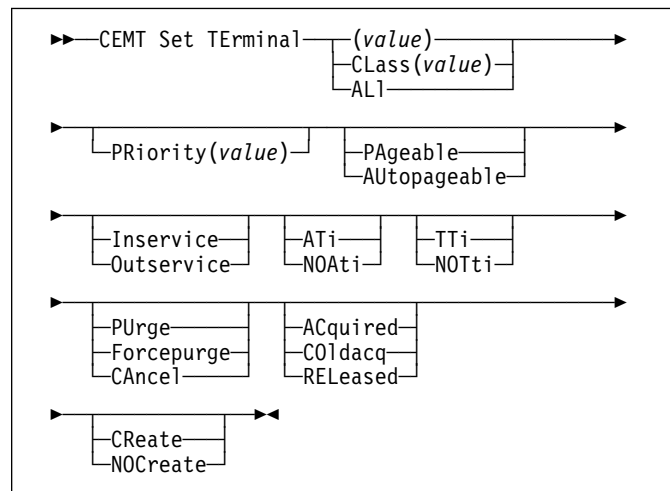 CEMT Set TErminal (value)
CLass(value)
ALl
PRiority(value) PAgeable
AUtopageable
Inservice ATi TTi
Outservice NOAti NOTti
PUrge ACquired
Forcepurge COldacq
CAncel RELeased
CReate
NOCreate